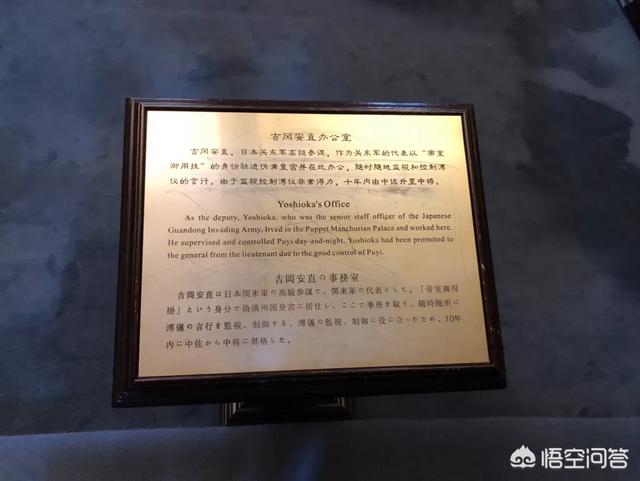 吉冈安直办公室
吉冈安直，日本关东军高级参谋，作为关东军的代表以“帝室
御用挂”的身份驻进伪满皇宫并在此办公，随时随地监视和控制溥
仪的言行。由于监视控制溥仪非常得力，十年内由中佐升至中将。
Yoshioka's Office
As the deputy, Yoshioka, who was the senior staff officer of the Japanese
Guandong Invading Army, lived in the Puppet Manchurian Palace and worked here.
He supervised and controlled Puyi day-and-night. Yoshioka had been promoted to
the general from the lieutenant due to the good control of Puyi.
吉岡安直の事務室
吉岡安直は日本関東軍の高級参謀で、関東軍の代表として，『帝室御用
掛』という身分で偽満州国皇宮に居住し、ここで事務を取り、随時随所に
溥儀の言行を監視、制御する。溥儀の監視、制御に役に立ったため、10年
内に中佐から中将に昇格した。
悟空问答